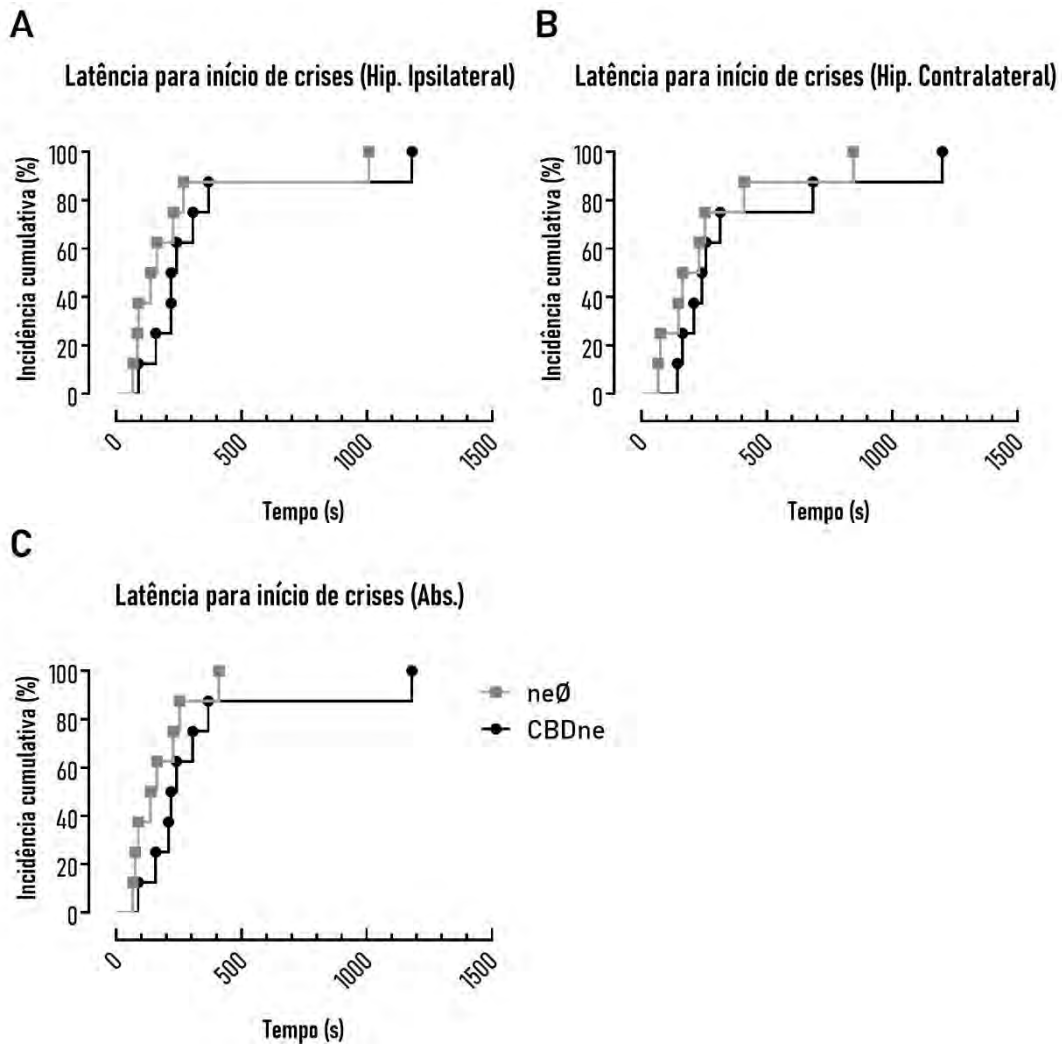 A
Latência para início de crises (Hip. Ipsilateral)
Incidência cumulativa (%)
100
80
60
40
20
0
0
500
1000
1500
Tempo (s)
B
Latência para início de crises (Hip. Contralateral)
Incidência cumulativa (%)
100
80
60
40
20
0
0
500
1000
1500
Tempo (s)
C
Latência para início de crises (Abs.)
Incidência cumulativa (%)
100
80
60
40
20
0
0
500
1000
1500
Tempo (s)
neØ
CBDne